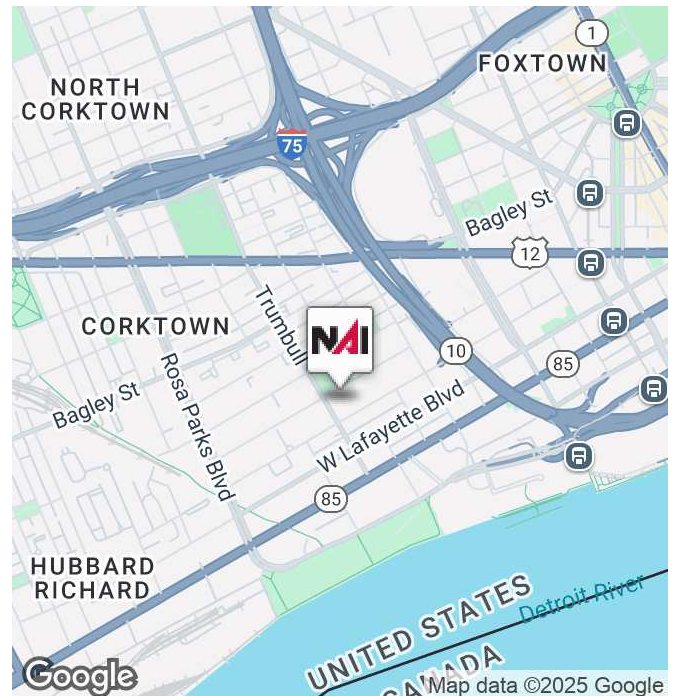 1
FOXTOWN
NORTH
CORKTOWN
75
Bagley St
12
Trumbull
NAI
CORKTOWN
10
85
Rosa Parks Blvd
Bagley St
W Lafayette Blvd
85
HUBBARD
RICHARD
UNITED STATES
Detroit River
CANADA
Google
Map data ©2025 Google